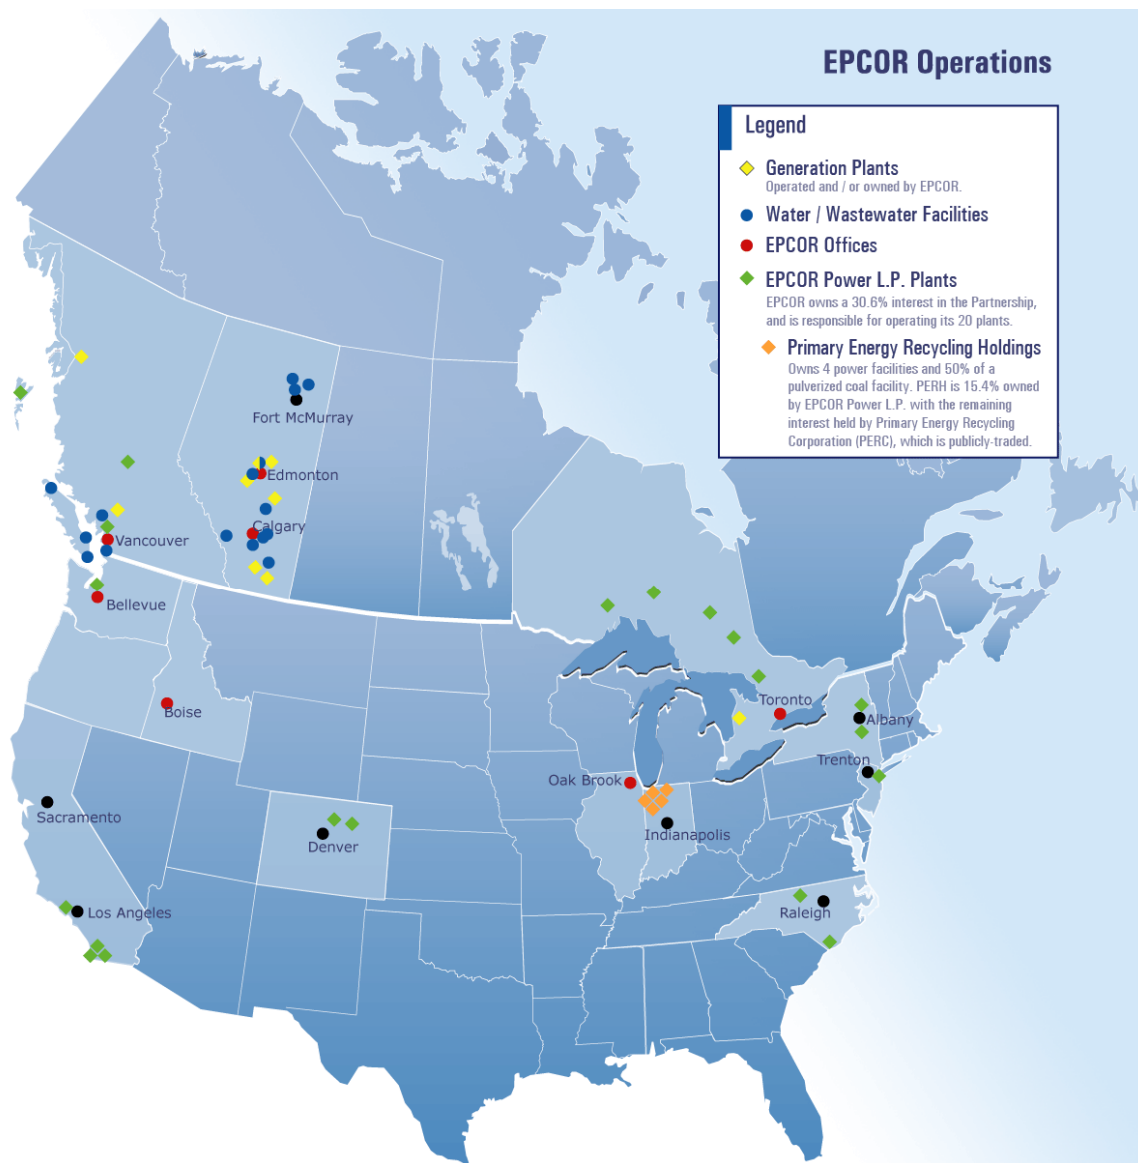 EPCOR Operations
Legend
Generation Plants
Operated and / or owned by EPCOR.
Water / Wastewater Facilities
EPCOR Offices
EPCOR Power L.P. Plants
EPCOR owns a 30.6% interest in the Partnership,
and is responsible for operating its 20 plants.
Primary Energy Recycling Holdings
Owns 4 power facilities and 50% of a
pulverized coal facility. PERH is 15.4% owned
by EPCOR Power L.P. with the remaining
interest held by Primary Energy Recycling
Corporation (PERC), which is publicly-traded.
Fort McMurray
Edmonton
Calgary
Vancouver
Bellevue
Boise
Toronto
Albany
Trenton
Oak Brook
Sacramento
Indianapolis
Denver
Los Angeles
Raleigh